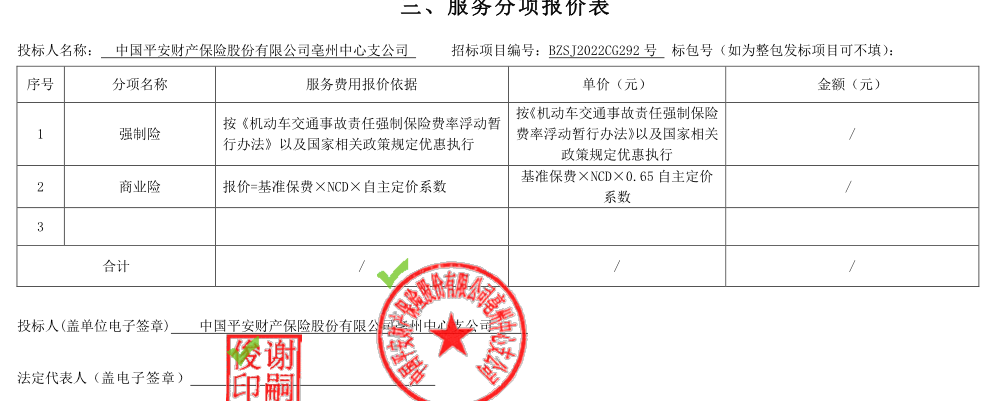 三、服务分项报价表
投标人名称： 中国平安财产保险股份有限公司亳州中心支公司 招标项目编号：BZSJ2022CG292 号 标包号（如为整包发标项目可不填）：
序号 分项名称 服务费用报价依据 单价（元） 金额（元）
1 强制险 按《机动车交通事故责任强制保险费率浮动暂
行办法》以及国家相关政策规定优惠执行
按《机动车交通事故责任强制保险
费率浮动暂行办法》以及国家相关
政策规定优惠执行
/
2 商业险 报价=基准保费×NCD×自主定价系数
基准保费×NCD×0.65 自主定价
系数
/
3
合计 / / /
投标人(盖单位电子签章) 中国平安财产保险股份有限公司亳州中心支公司
中国平安财产保险股份有限公司亳州中心支公司
法定代表人（盖电子签章）
谢嗣
俊印